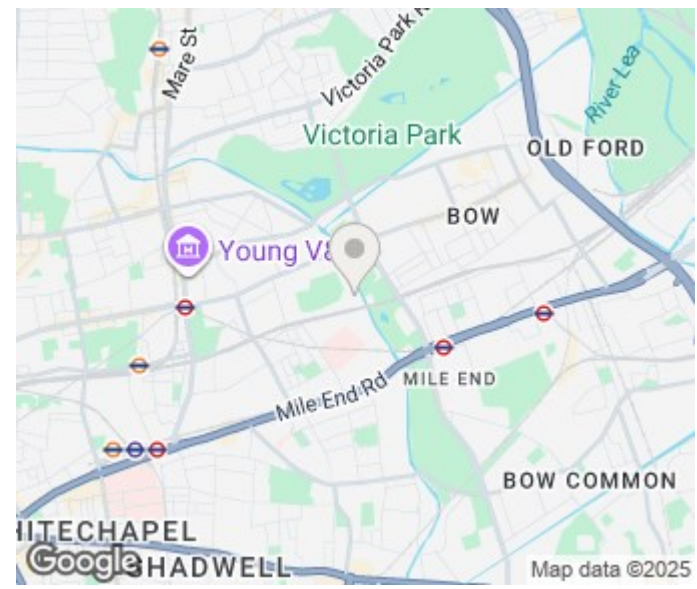 Mare St
Victoria Park R
River Lea
Victoria Park
OLD FORD
BOW
Young V&
MILE END
Mile End Rd
BOW COMMON
HITECHAPEL
SHADWELL
Google
Map data ©2025